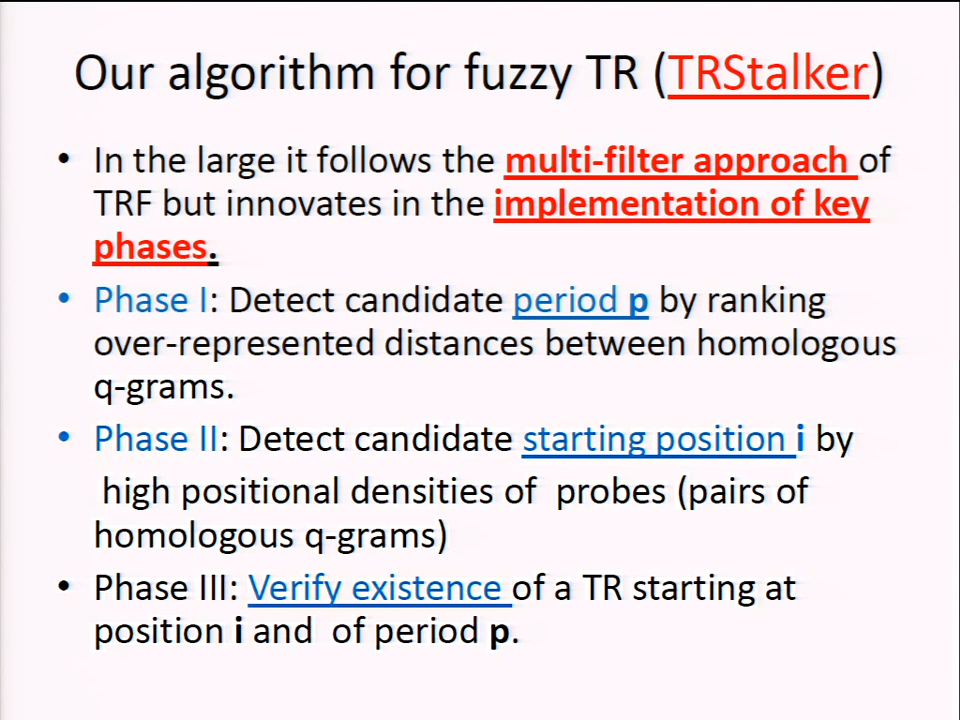 Our algorithm for fuzzy TR (TRStalker)
• In the large it follows the multi-filter approach of
TRF but innovates in the implementation of key
phases.
• Phase I: Detect candidate period p by ranking
over-represented distances between homologous
q-grams.
• Phase II: Detect candidate starting position i by
high positional densities of probes (pairs of
homologous q-grams)
• Phase III: Verify existence of a TR starting at
position i and of period p.